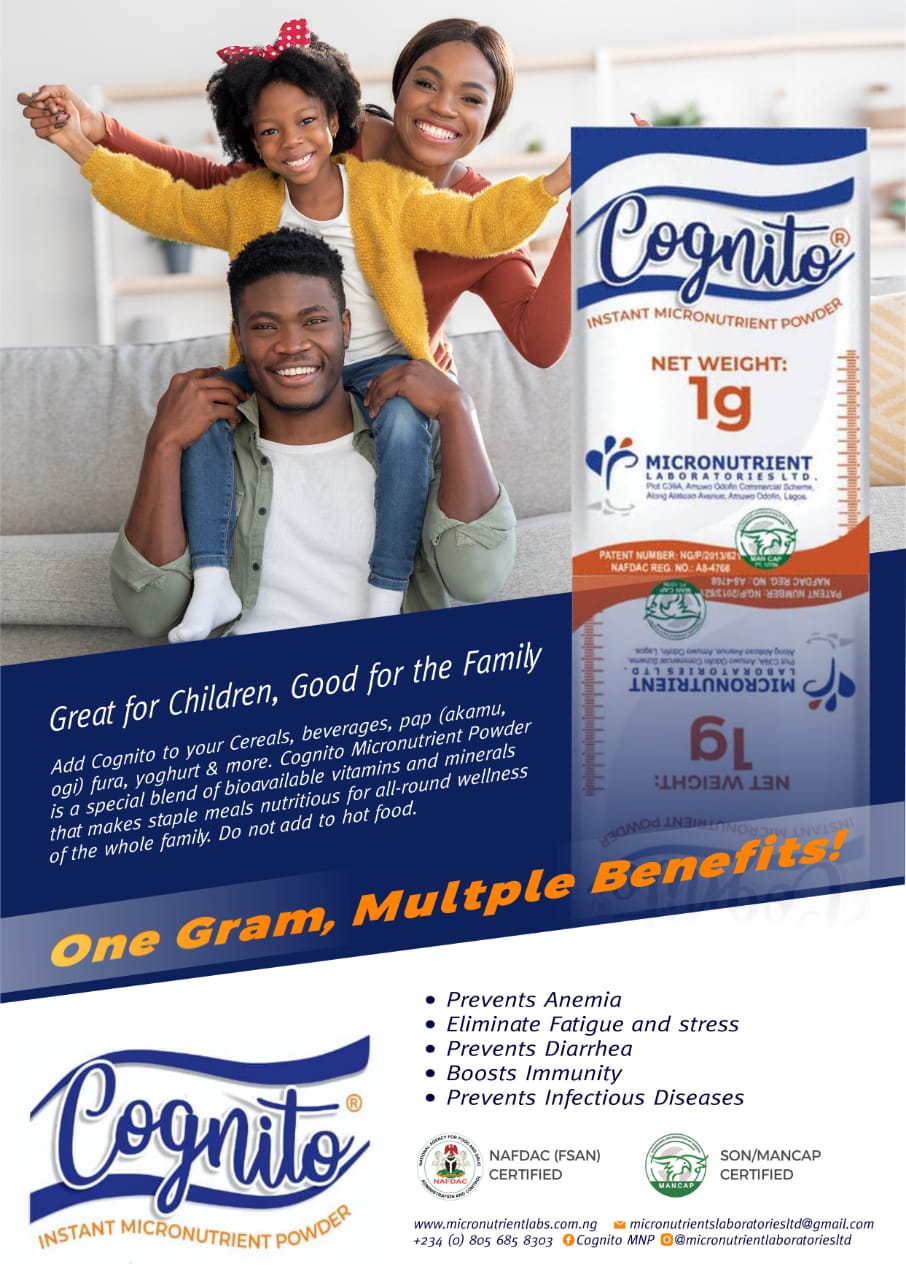 Cognito®
INSTANT MICRONUTRIENT POWDER
NET WEIGHT:
1g
MICRONUTRIENT
LABORATORIES LTD.
Plot C39A, Amuwo Odofin Commercial Scheme,
Along Alakoso Avenue, Amuwo Odofin, Lagos.
MAN CAP
PATENT NUMBER: NG/P/2013/621
NAFDAC REG. NO.: A8-4768
Great for Children, Good for the Family
Add Cognito to your Cereals, beverages, pap (akamu,
ogi) fura, yoghurt & more. Cognito Micronutrient Powder
is a special blend of bioavailable vitamins and minerals
that makes staple meals nutritious for all-round wellness
of the whole family. Do not add to hot food.
One Gram, Multple Benefits!
• Prevents Anemia
• Eliminate Fatigue and stress
• Prevents Diarrhea
• Boosts Immunity
• Prevents Infectious Diseases
Cognito®
INSTANT MICRONUTRIENT POWDER
NAFDAC
NAFDAC (FSAN)
CERTIFIED
MANCAP
SON/MANCAP
CERTIFIED
www.micronutrientlabs.com.ng micronutrientslaboratoriesltd@gmail.com
+234 (0) 805 685 8303 Cognito MNP @micronutrientlaboratoriesltd